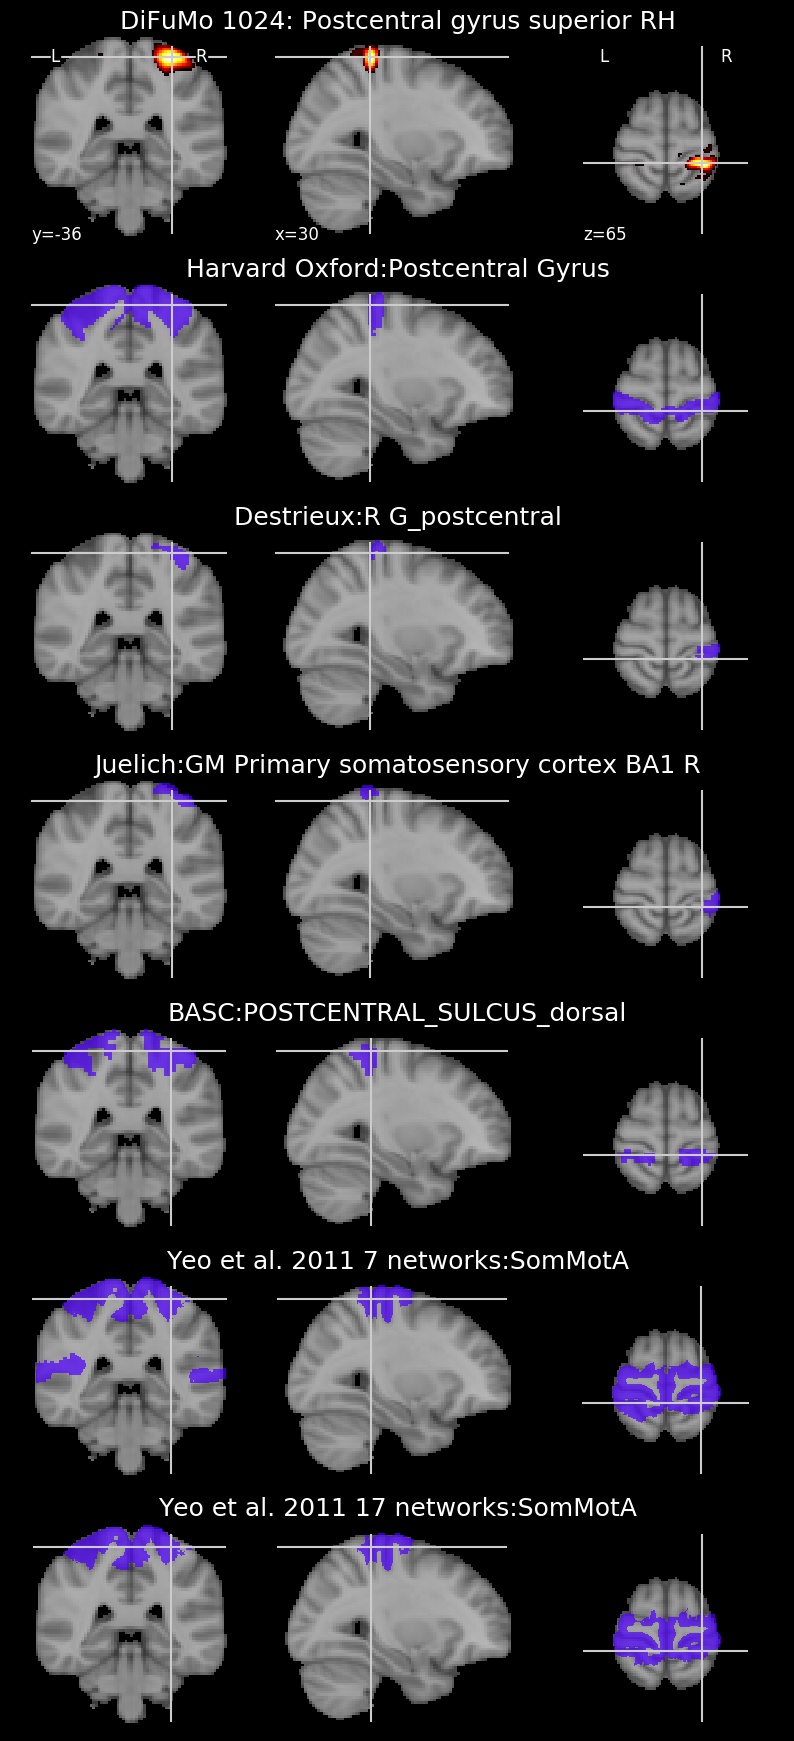 DiFuMo 1024: Postcentral gyrus superior RH
L R L R
y=-36 x=30 z=65
Harvard Oxford:Postcentral Gyrus
Destrieux:R G_postcentral
Juelich:GM Primary somatosensory cortex BA1 R
BASC:POSTCENTRAL_SULCUS_dorsal
Yeo et al. 2011 7 networks:SomMotA
Yeo et al. 2011 17 networks:SomMotA